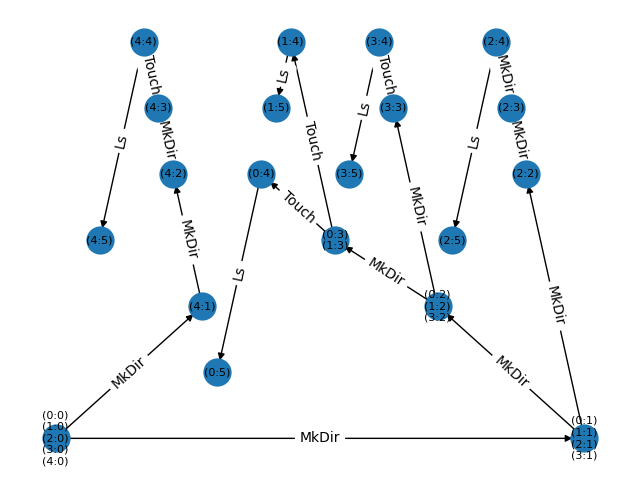 (4:4)
(1:4)
(3:4)
(2:4)
Touch
Ls
Touch
MkDir
(4:3)
(1:5)
(3:3)
(2:3)
Ls
MkDir
Touch
Ls
Ls
MkDir
(4:2)
(0:4)
(3:5)
(2:2)
Touch
MkDir
(4:5)
MkDir
(0:3)
(1:3)
(2:5)
Ls
MkDir
(0:2)
(1:2)
(3:2)
MkDir
(4:1)
MkDir
(0:5)
MkDir
(0:0)
(1:0)
(2:0)
(3:0)
(4:0)
MkDir
(0:1)
(1:1)
(2:1)
(3:1)